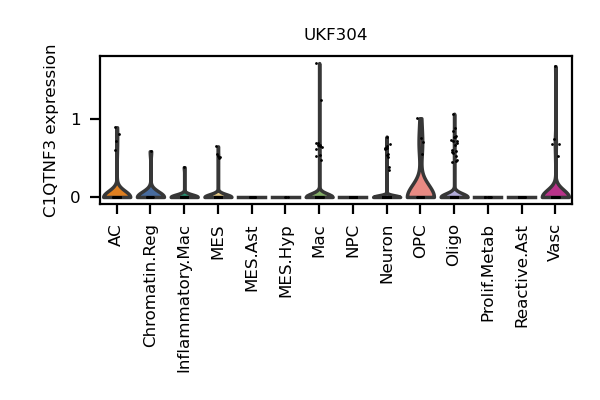 UKF304
C1QTNF3 expression
1
0
AC
Chromatin.Reg
Inflammatory.Mac
MES
MES.Ast
MES.Hyp
Mac
NPC
Neuron
OPC
Oligo
Prolif.Metab
Reactive.Ast
Vasc